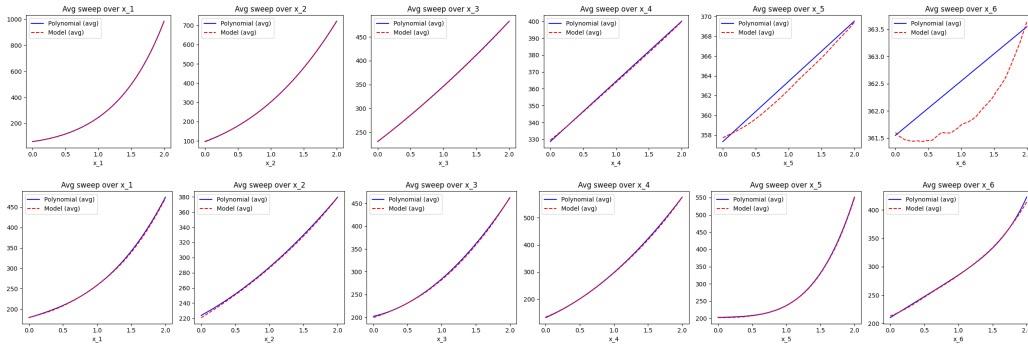 Avg sweep over x_1
Polynomial (avg)
Model (avg)
1000
800
600
400
200
0.0 0.5 1.0 1.5 2.0
x_1
Avg sweep over x_2
Polynomial (avg)
Model (avg)
700
600
500
400
300
200
100
0.0 0.5 1.0 1.5 2.0
x_2
Avg sweep over x_3
Polynomial (avg)
Model (avg)
450
400
350
300
250
0.0 0.5 1.0 1.5 2.0
x_3
Avg sweep over x_4
Polynomial (avg)
Model (avg)
400
390
380
370
360
350
340
330
0.0 0.5 1.0 1.5 2.0
x_4
Avg sweep over x_5
Polynomial (avg)
Model (avg)
370
368
366
364
362
360
358
0.0 0.5 1.0 1.5 2.0
x_5
Avg sweep over x_6
Polynomial (avg)
Model (avg)
363.5
363.0
362.5
362.0
361.5
0.0 0.5 1.0 1.5 2.0
x_6
Avg sweep over x_1
Polynomial (avg)
Model (avg)
450
400
350
300
250
200
0.0 0.5 1.0 1.5 2.0
x_1
Avg sweep over x_2
Polynomial (avg)
Model (avg)
380
360
340
320
300
280
260
240
220
0.0 0.5 1.0 1.5 2.0
x_2
Avg sweep over x_3
Polynomial (avg)
Model (avg)
450
400
350
300
250
200
0.0 0.5 1.0 1.5 2.0
x_3
Avg sweep over x_4
Polynomial (avg)
Model (avg)
500
400
300
200
0.0 0.5 1.0 1.5 2.0
x_4
Avg sweep over x_5
Polynomial (avg)
Model (avg)
550
500
450
400
350
300
250
200
0.0 0.5 1.0 1.5 2.0
x_5
Avg sweep over x_6
Polynomial (avg)
Model (avg)
400
350
300
250
200
0.0 0.5 1.0 1.5 2.0
x_6